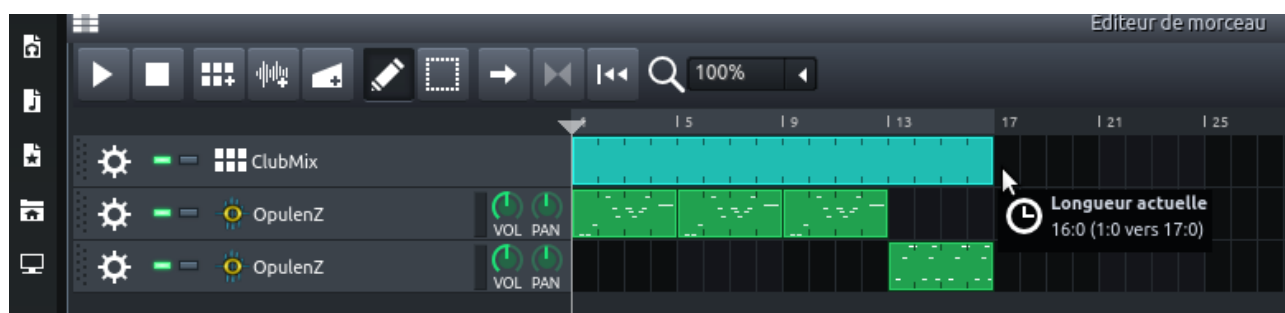 Editeur de morceau
100%
5 9 13 17 21 25
ClubMix
OpulenZ VOL PAN
Longueur actuelle
16:0 (1:0 vers 17:0)
OpulenZ VOL PAN